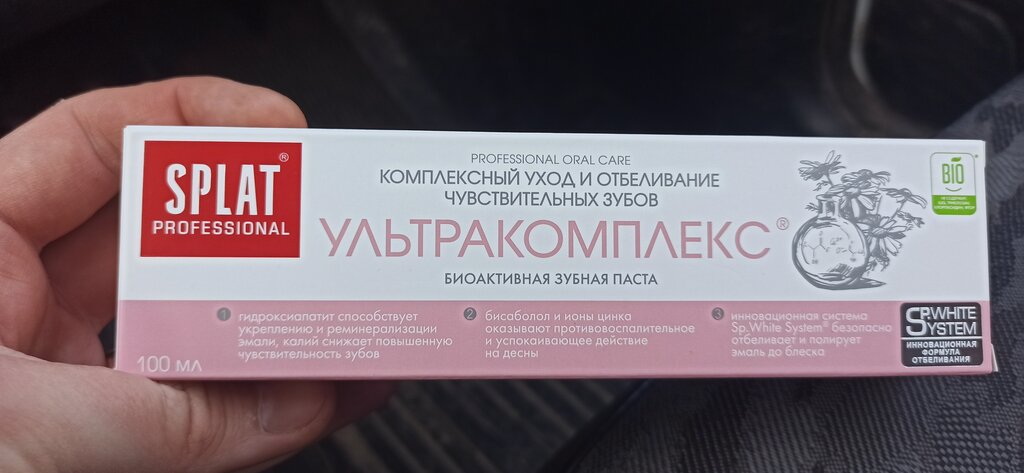 SPLAT®
PROFESSIONAL
PROFESSIONAL ORAL CARE
КОМПЛЕКСНЫЙ УХОД И ОТБЕЛИВАНИЕ
ЧУВСТВИТЕЛЬНЫХ ЗУБОВ
УЛЬТРАКОМПЛЕКС®
БИОАКТИВНАЯ ЗУБНАЯ ПАСТА
BIO
1 гидроксиапатит способствует
укреплению и реминерализации
эмали, калий снижает повышенную
чувствительность зубов
2 бисаболол и ионы цинка
оказывают противовоспалительное
и успокаивающее действие
на десны
3 инновационная система
Sp.White System® безопасно
отбеливает и полирует
эмаль до блеска
SP.WHITE
SYSTEM
ИННОВАЦИОННАЯ
ФОРМУЛА
ОТБЕЛИВАНИЯ
100 МЛ